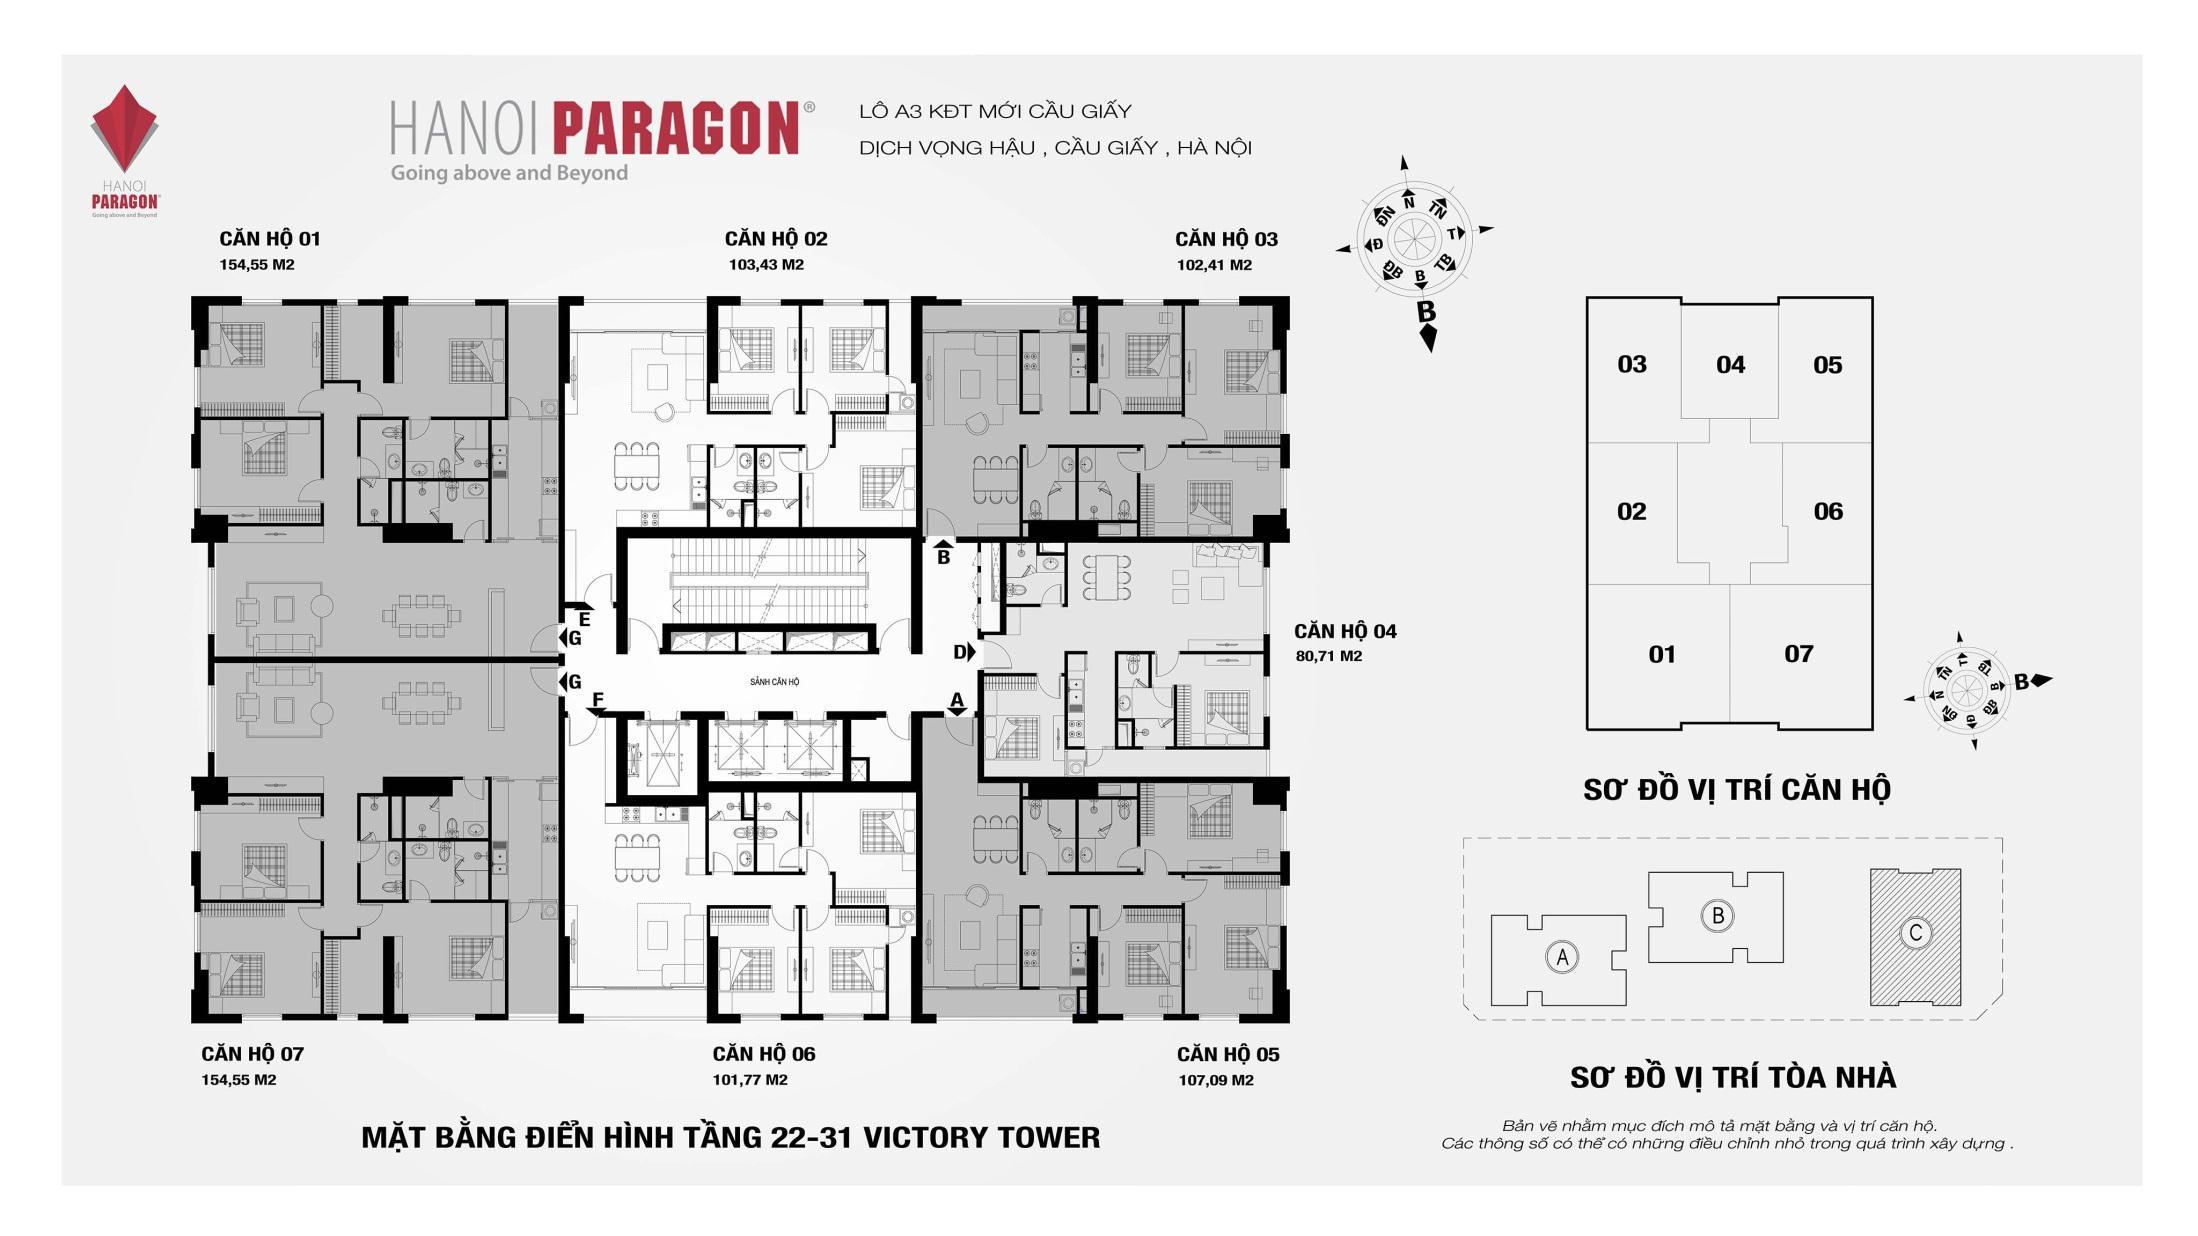 HANOI
PARAGON®
Going above and Beyond
HANOI PARAGON®
Going above and Beyond
LÔ A3 KĐT MỚI CẦU GIẤY
DỊCH VỌNG HẬU , CẦU GIẤY , HÀ NỘI
CĂN HỘ 01
154,55 M2
CĂN HỘ 02
103,43 M2
CĂN HỘ 03
102,41 M2
N
TN
T
TB
B
ĐB
Đ
ĐN
B
B
E
G
D
G
F
A
SẢNH CĂN HỘ
CĂN HỘ 04
80,71 M2
CĂN HỘ 07
154,55 M2
CĂN HỘ 06
101,77 M2
CĂN HỘ 05
107,09 M2
MẶT BẰNG ĐIỂN HÌNH TẦNG 22-31 VICTORY TOWER
03
04
05
02
06
01
07
T
TB
B
ĐB
Đ
ĐN
N
TN
B
SƠ ĐỒ VỊ TRÍ CĂN HỘ
A
B
C
SƠ ĐỒ VỊ TRÍ TÒA NHÀ
Bản vẽ nhằm mục đích mô tả mặt bằng và vị trí căn hộ.
Các thông số có thể có những điều chỉnh nhỏ trong quá trình xây dựng .